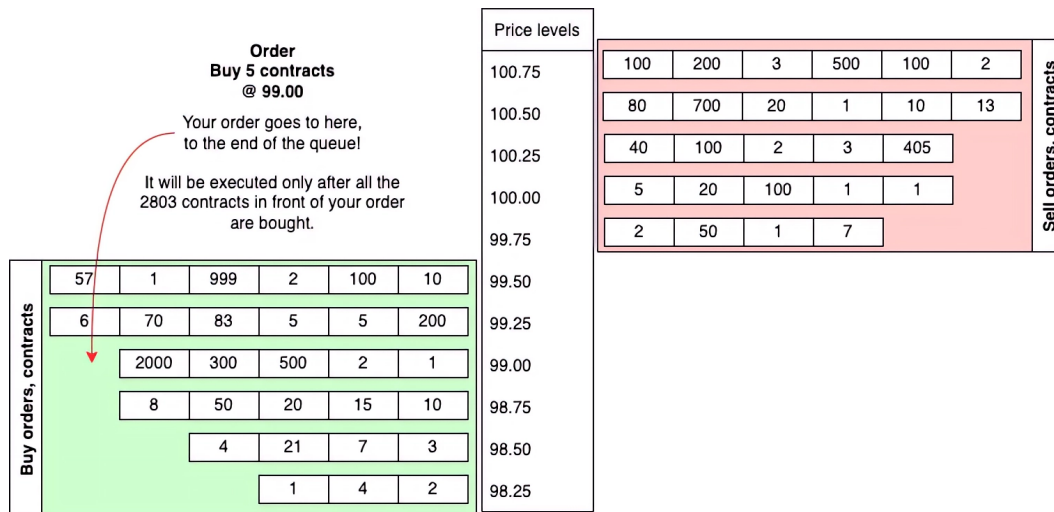 Order
Buy 5 contracts
@ 99.00
Your order goes to here,
to the end of the queue!
It will be executed only after all the
2803 contracts in front of your order
are bought.
Price levels
100.75 100 200 3 500 100 2
100.50 80 700 20 1 10 13
100.25 40 100 2 3 405
100.00 5 20 100 1 1
99.75 2 50 1 7
57 1 999 2 100 10 99.50
6 70 83 5 5 200 99.25
2000 300 500 2 1 99.00
8 50 20 15 10 98.75
4 21 7 3 98.50
1 4 2 98.25
Buy orders, contracts
Sell orders, contracts